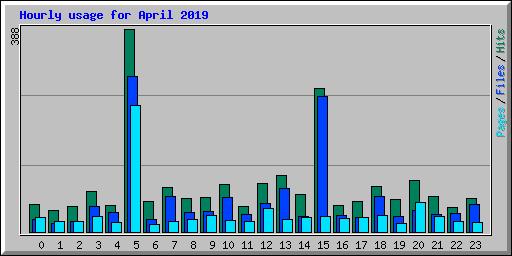 Hourly usage for April 2019
388
Pages/Files/Hits
0 1 2 3 4 5 6 7 8 9 10 11 12 13 14 15 16 17 18 19 20 21 22 23